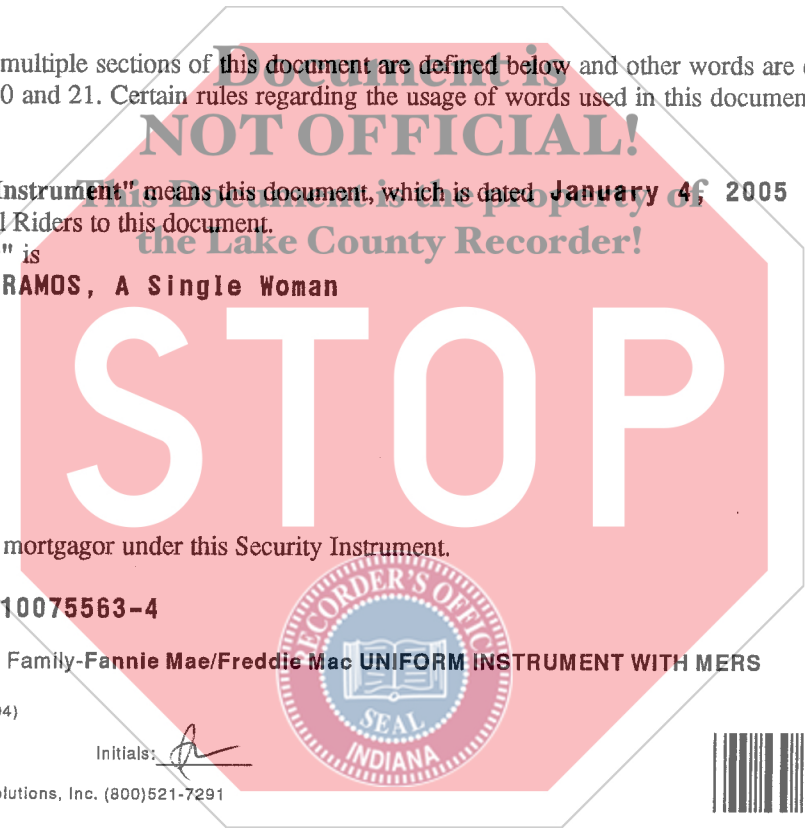 multiple sections of this document are defined below and other words are
Document is
0 and 21. Certain rules regarding the usage of words used in this documen
NOT OFFICIAL!
Instrument" means this document, which is dated January 4, 2005
This Document is the property of
l Riders to this document.
the Lake County Recorder!
" is
RAMOS, A Single Woman
STOP
mortgagor under this Security Instrument.
RECORDER'S OFFICE
10075563-4
Family-Fannie Mae/Freddie Mac UNIFORM INSTRUMENT WITH MERS
04)
SEAL
Initials:
INDIANA
lutions, Inc. (800)521-7291